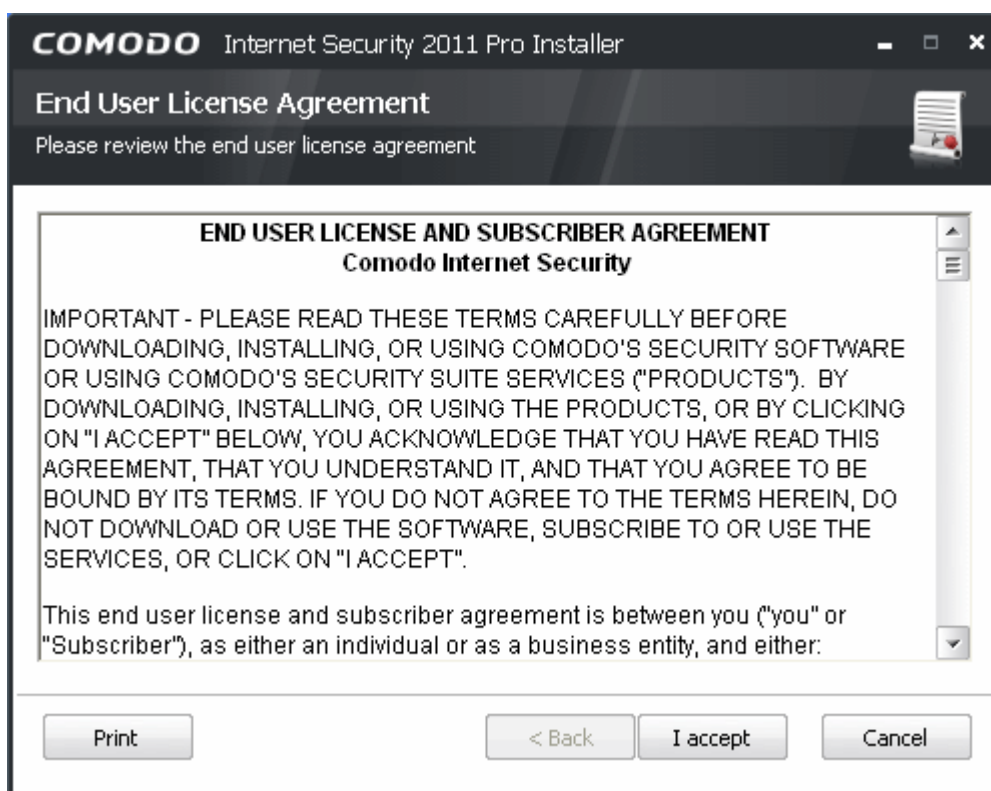 COMODO Internet Security 2011 Pro Installer
End User License Agreement
Please review the end user license agreement
END USER LICENSE AND SUBSCRIBER AGREEMENT
Comodo Internet Security
IMPORTANT - PLEASE READ THESE TERMS CAREFULLY BEFORE
DOWNLOADING, INSTALLING, OR USING COMODO'S SECURITY SOFTWARE
OR USING COMODO'S SECURITY SUITE SERVICES ("PRODUCTS").  BY
DOWNLOADING, INSTALLING, OR USING THE PRODUCTS, OR BY CLICKING
ON "I ACCEPT" BELOW, YOU ACKNOWLEDGE THAT YOU HAVE READ THIS
AGREEMENT, THAT YOU UNDERSTAND IT, AND THAT YOU AGREE TO BE
BOUND BY ITS TERMS. IF YOU DO NOT AGREE TO THE TERMS HEREIN, DO
NOT DOWNLOAD OR USE THE SOFTWARE, SUBSCRIBE TO OR USE THE
SERVICES, OR CLICK ON "I ACCEPT".
This end user license and subscriber agreement is between you ("you" or
"Subscriber"), as either an individual or as a business entity, and either:
Print
< Back
I accept
Cancel